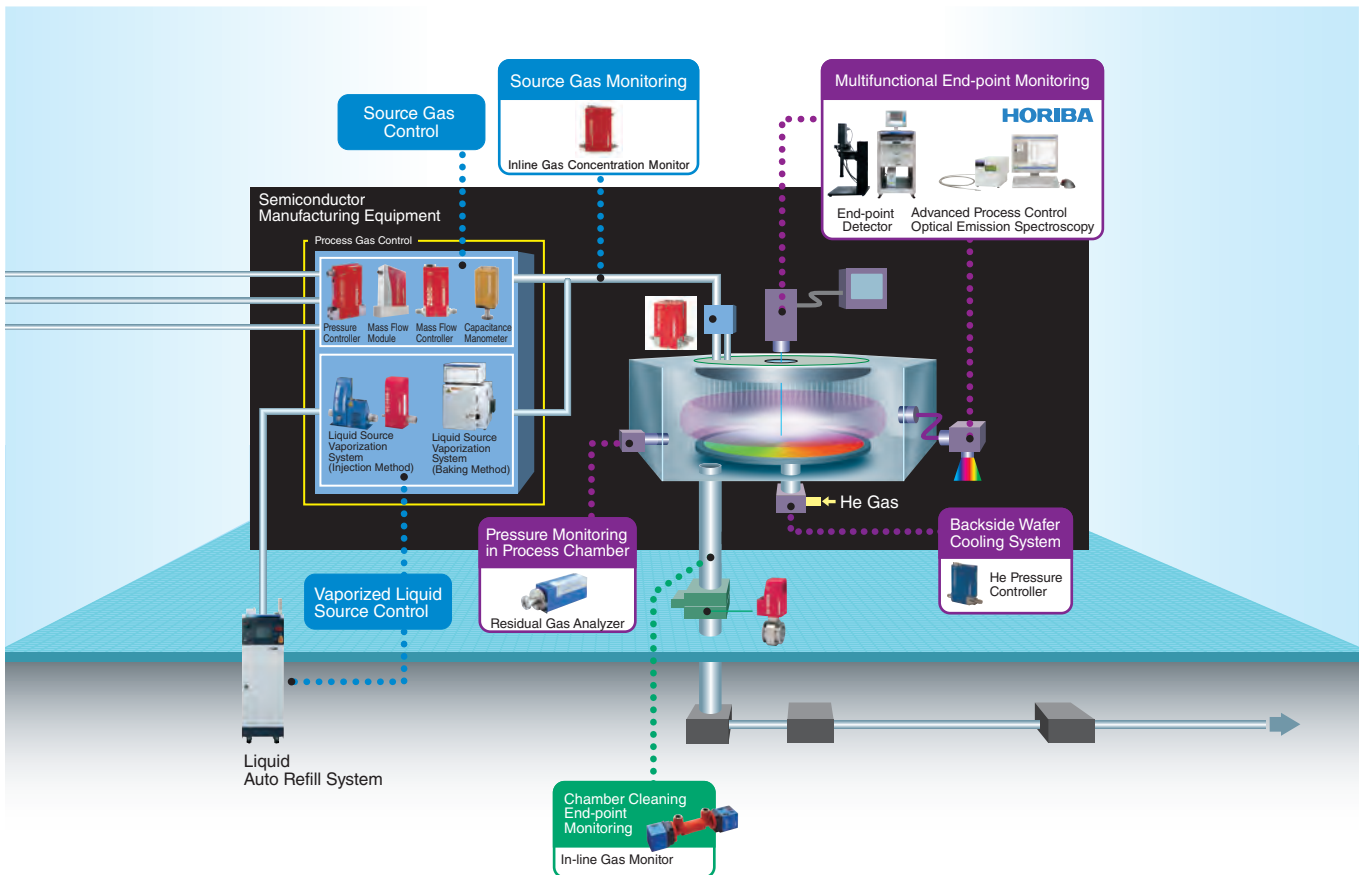 Source Gas Monitoring
Inline Gas Concentration Monitor
Source Gas
Control
Multifunctional End-point Monitoring
HORIBA
End-point
Detector
Advanced Process Control
Optical Emission Spectroscopy
Semiconductor
Manufacturing Equipment
Process Gas Control
Pressure
Controller
Mass Flow
Module
Mass Flow
Controller
Capacitance
Manometer
Liquid Source
Vaporization
System
(Injection Method)
Liquid Source
Vaporization
System
(Baking Method)
He Gas
Pressure Monitoring
in Process Chamber
Residual Gas Analyzer
Backside Wafer
Cooling System
He Pressure
Controller
Vaporized Liquid
Source Control
Liquid
Auto Refill System
Chamber Cleaning
End-point
Monitoring
In-line Gas Monitor